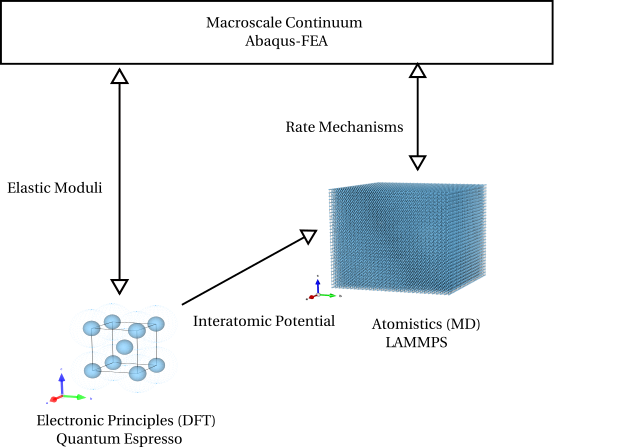 Macroscale Continuum
Abaqus-FEA
Rate Mechanisms
Elastic Moduli
Interatomic Potential
Atomistics (MD)
LAMMPS
Electronic Principles (DFT)
Quantum Espresso